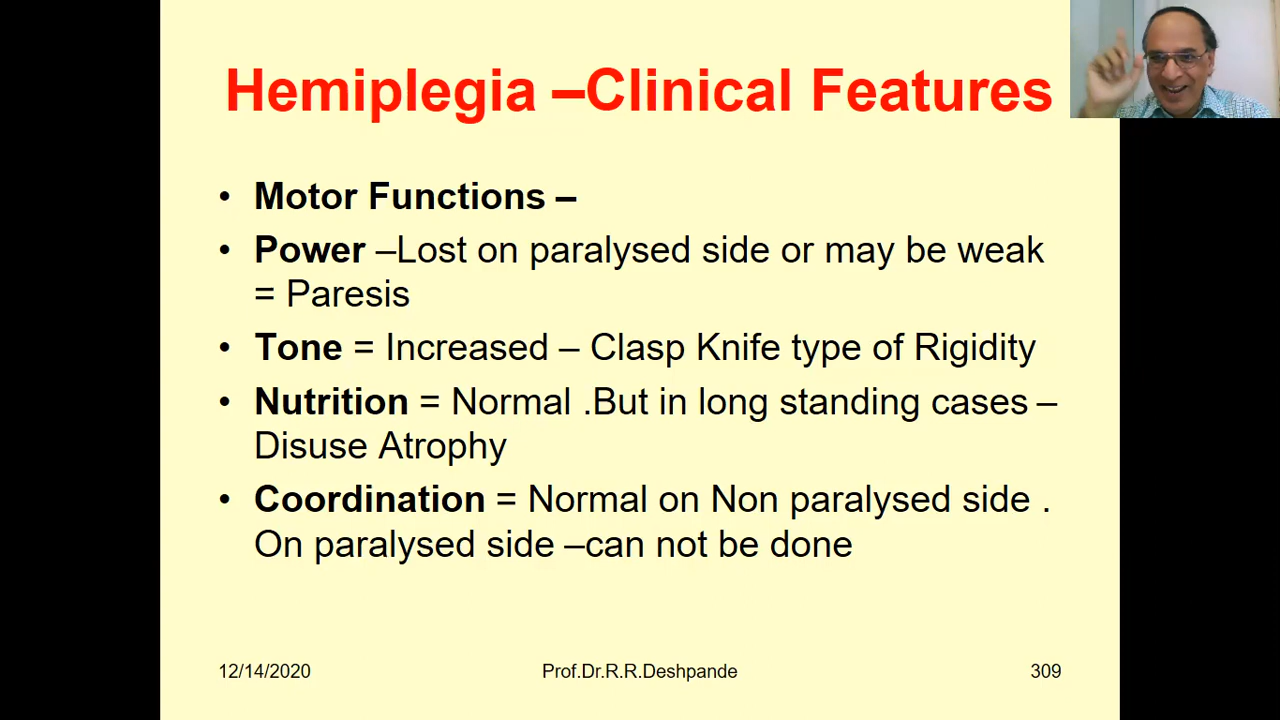 Hemiplegia –Clinical Features
• Motor Functions –
• Power –Lost on paralysed side or may be weak
= Paresis
• Tone = Increased – Clasp Knife type of Rigidity
• Nutrition = Normal .But in long standing cases –
Disuse Atrophy
• Coordination = Normal on Non paralysed side .
On paralysed side –can not be done
12/14/2020 Prof.Dr.R.R.Deshpande 309